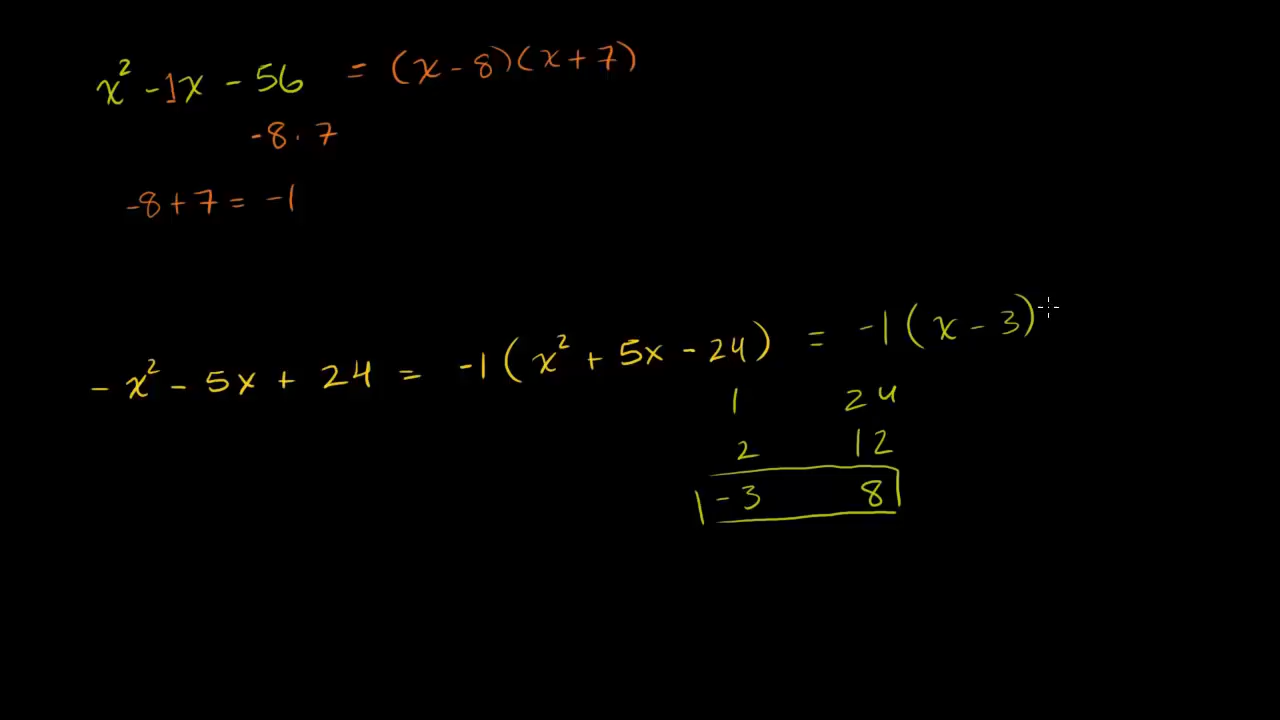 x² - 1x - 56 = (x - 8)(x + 7)
-8 · 7
-8 + 7 = -1
-x² - 5x + 24 = -1(x² + 5x - 24) = -1(x - 3)
1 24
2 12
-3 8